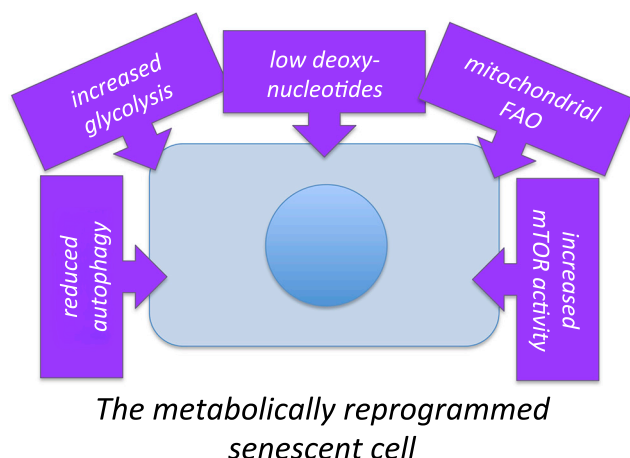 increased
glycolysis
low deoxy-
nucleotides
mitochondrial
FAO
reduced
autophagy
increased
mTOR activity
The metabolically reprogrammed
senescent cell